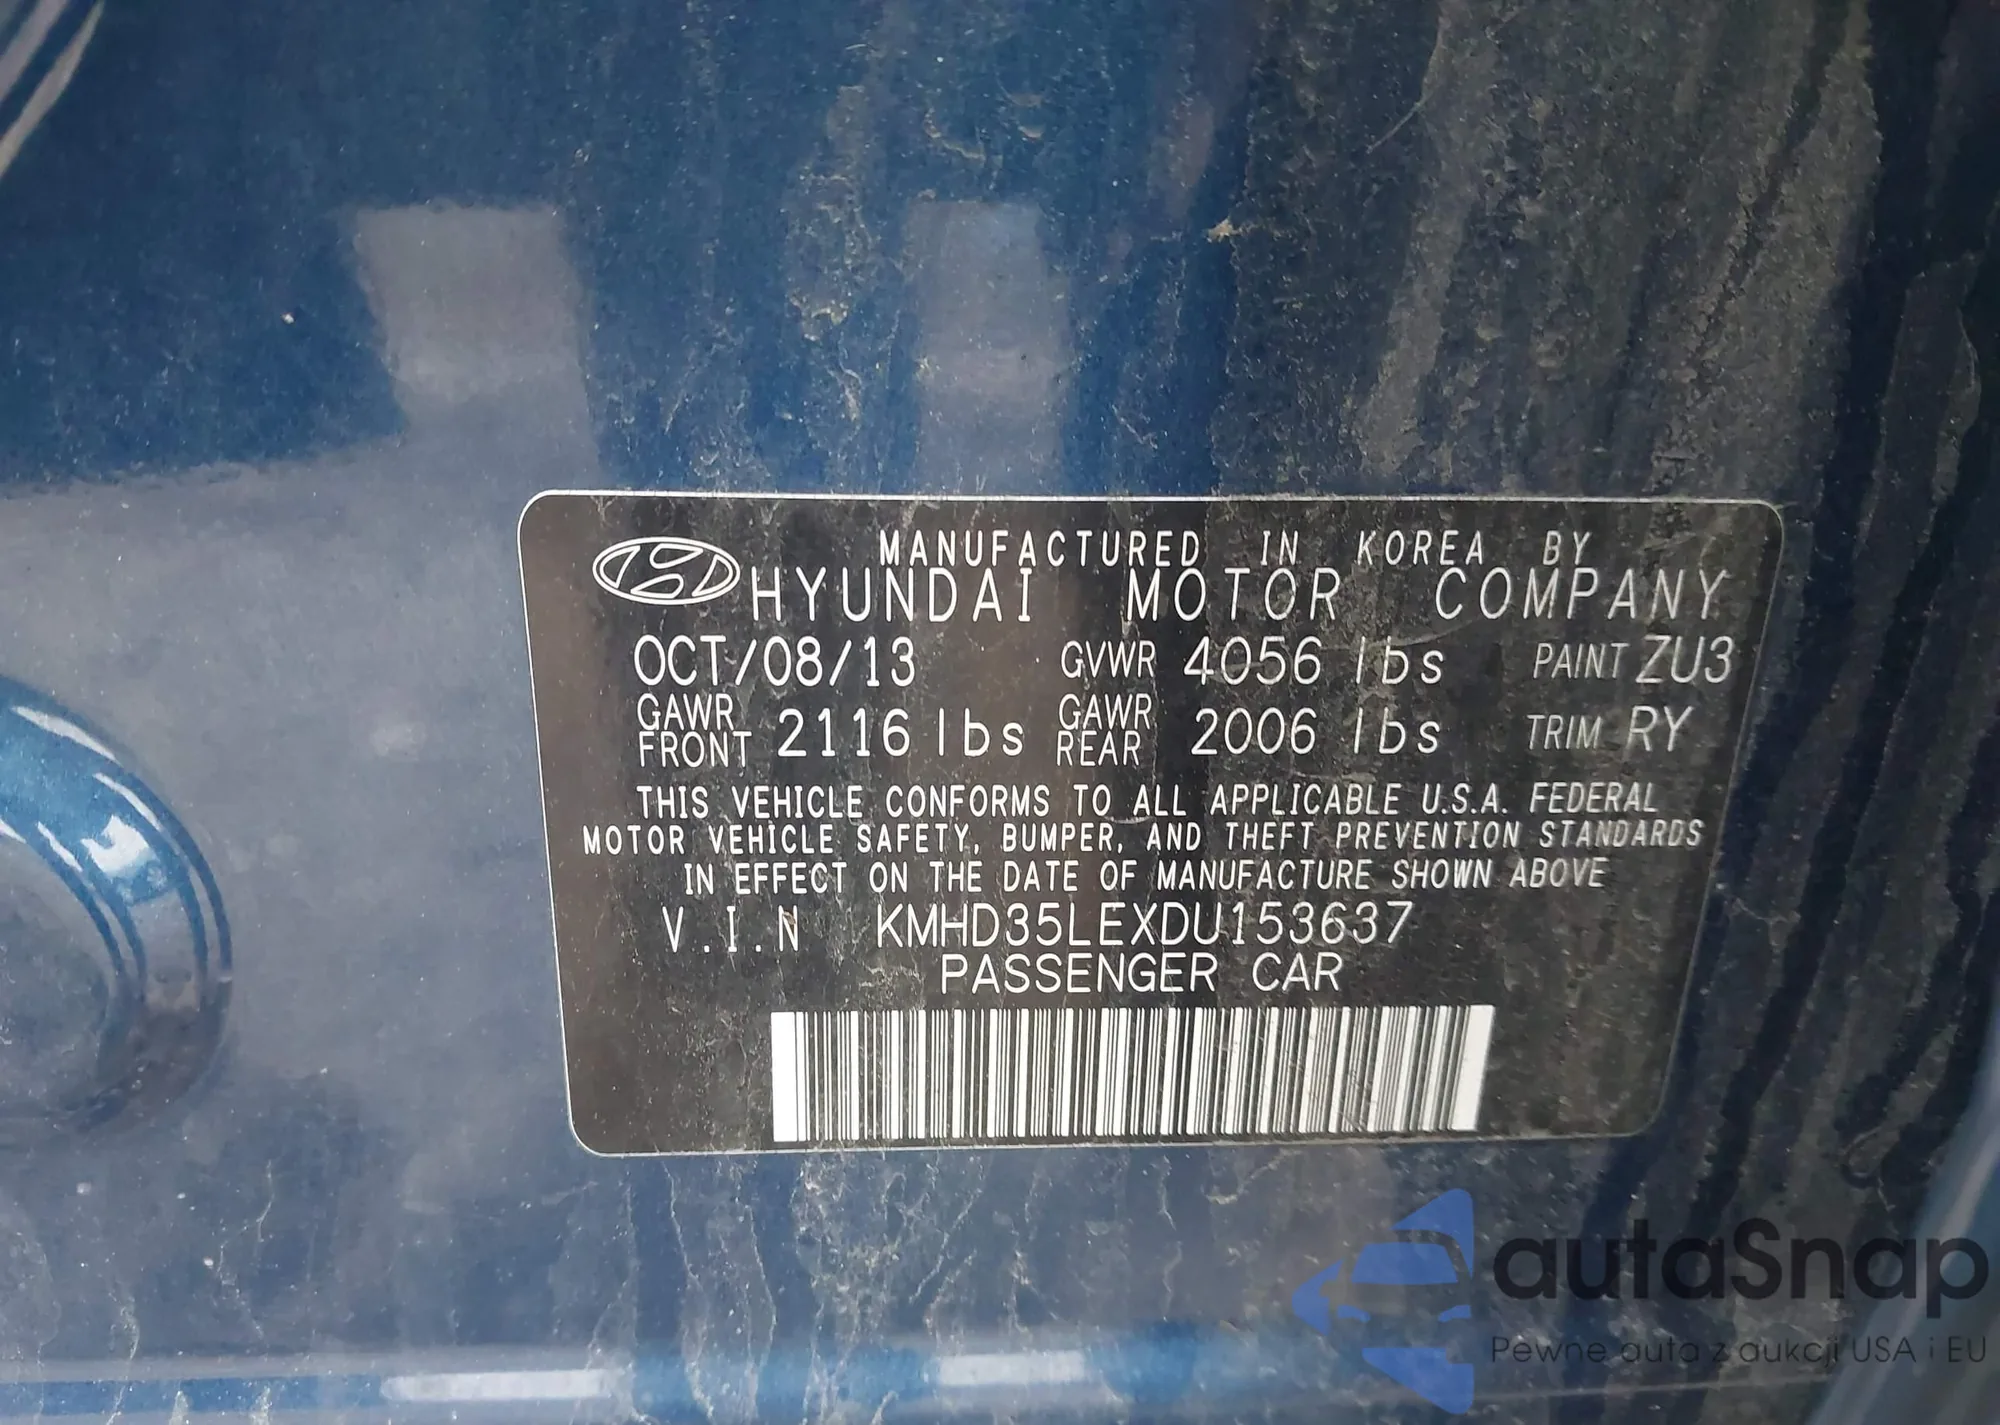 MANUFACTURED IN KOREA BY
HYUNDAI MOTOR COMPANY
OCT/08/13 GVWR 4056 lbs PAINT ZU3
GAWR FRONT 2116 lbs GAWR REAR 2006 lbs TRIM RY
THIS VEHICLE CONFORMS TO ALL APPLICABLE U.S.A. FEDERAL
MOTOR VEHICLE SAFETY, BUMPER, AND THEFT PREVENTION STANDARDS
IN EFFECT ON THE DATE OF MANUFACTURE SHOWN ABOVE
V.I.N KMHD35LEXDU153637
PASSENGER CAR
autaSnap
Pewne auta z aukcji USA i EU